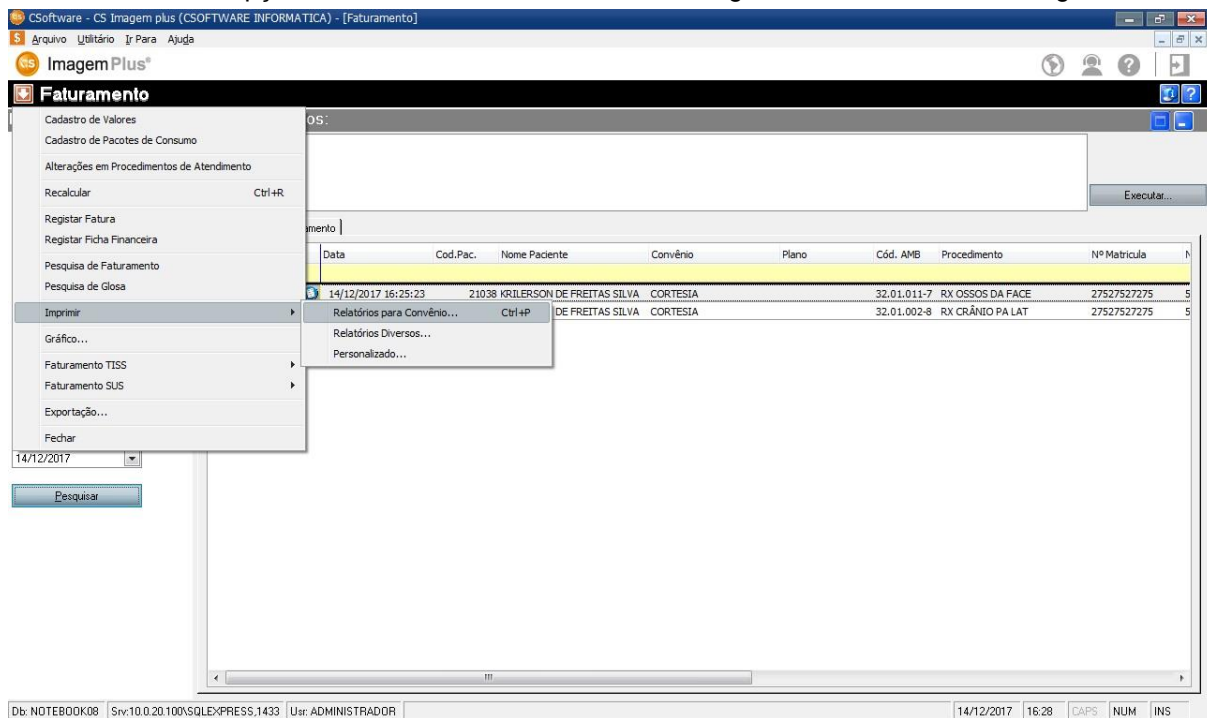 CSoftware - CS Imagem plus (CSOFTWARE INFORMATICA) - [Faturamento]
Arquivo Utilitário Ir Para Ajuda
CS Imagem Plus®
Faturamento
Cadastro de Valores
os:
Cadastro de Pacotes de Consumo
Alterações em Procedimentos de Atendimento
Recalcular Ctrl+R
Executar...
Registar Fatura
amento
Registar Ficha Financeira
Data Cod.Pac. Nome Paciente Convênio Plano Cód. AMB Procedimento Nº Matricula N
Pesquisa de Faturamento
Pesquisa de Glosa
14/12/2017 16:25:23 21038 KRILERSON DE FREITAS SILVA CORTESIA 32.01.011-7 RX OSSOS DA FACE 27527527275 5
Imprimir Relatórios para Convênio... Ctrl+P DE FREITAS SILVA CORTESIA 32.01.002-8 RX CRÂNIO PA LAT 27527527275 5
Relatórios Diversos...
Gráfico...
Personalizado...
Faturamento TISS
Faturamento SUS
Exportação...
Fechar
14/12/2017
Pesquisar
Db: NOTEBOOK08 Srv:10.0.20.100\SQLEXPRESS,1433 Usr: ADMINISTRADOR 14/12/2017 16:28 CAPS NUM INS